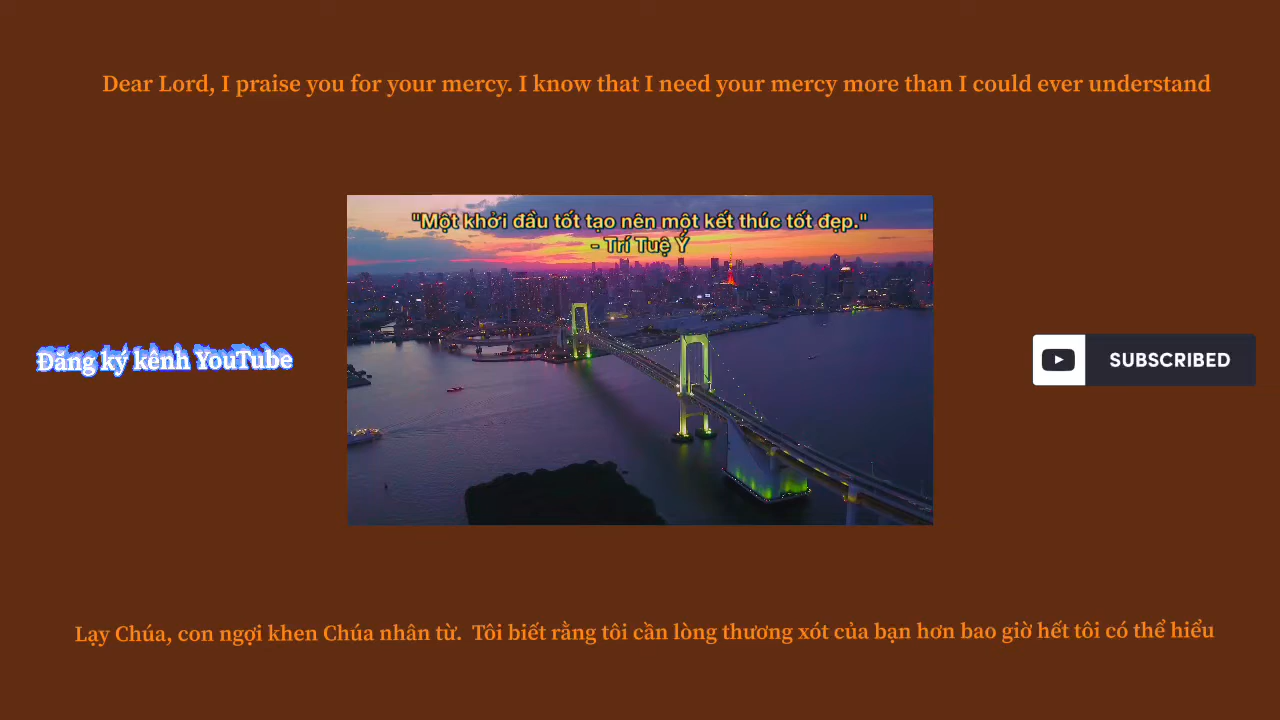 Dear Lord, I praise you for your mercy. I know that I need your mercy more than I could ever understand
"Một khởi đầu tốt tạo nên một kết thúc tốt đẹp."
- Trí Tuệ Ý
Đăng ký kênh YouTube
SUBSCRIBED
Lạy Chúa, con ngợi khen Chúa nhân từ.  Tôi biết rằng tôi cần lòng thương xót của bạn hơn bao giờ hết tôi có thể hiểu